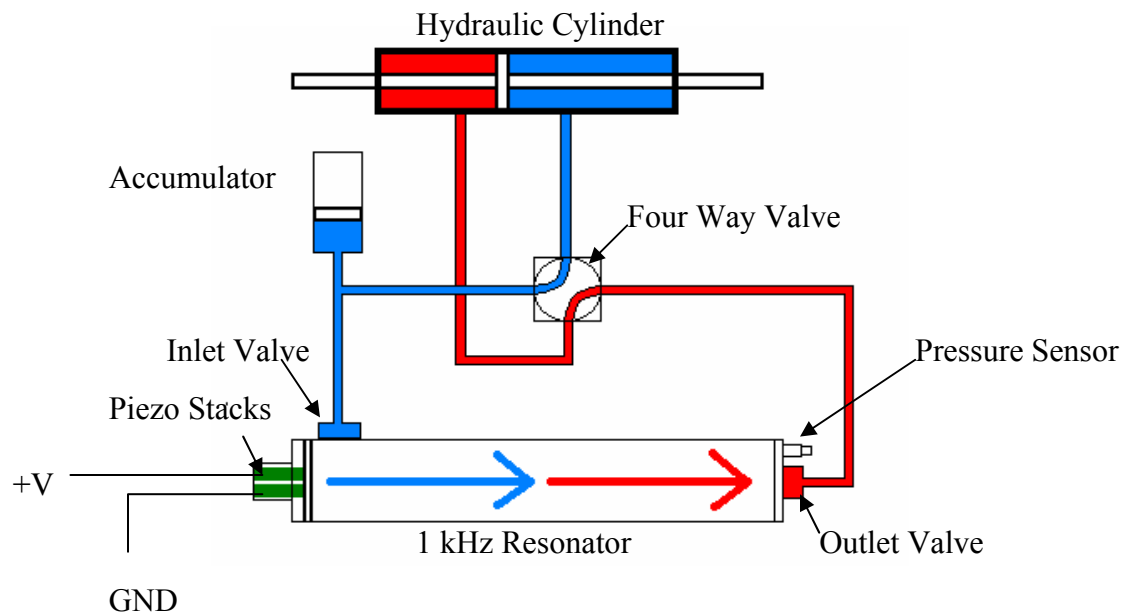 Hydraulic Cylinder
Accumulator
Four Way Valve
Inlet Valve
Pressure Sensor
Piezo Stacks
+V
1 kHz Resonator
Outlet Valve
GND